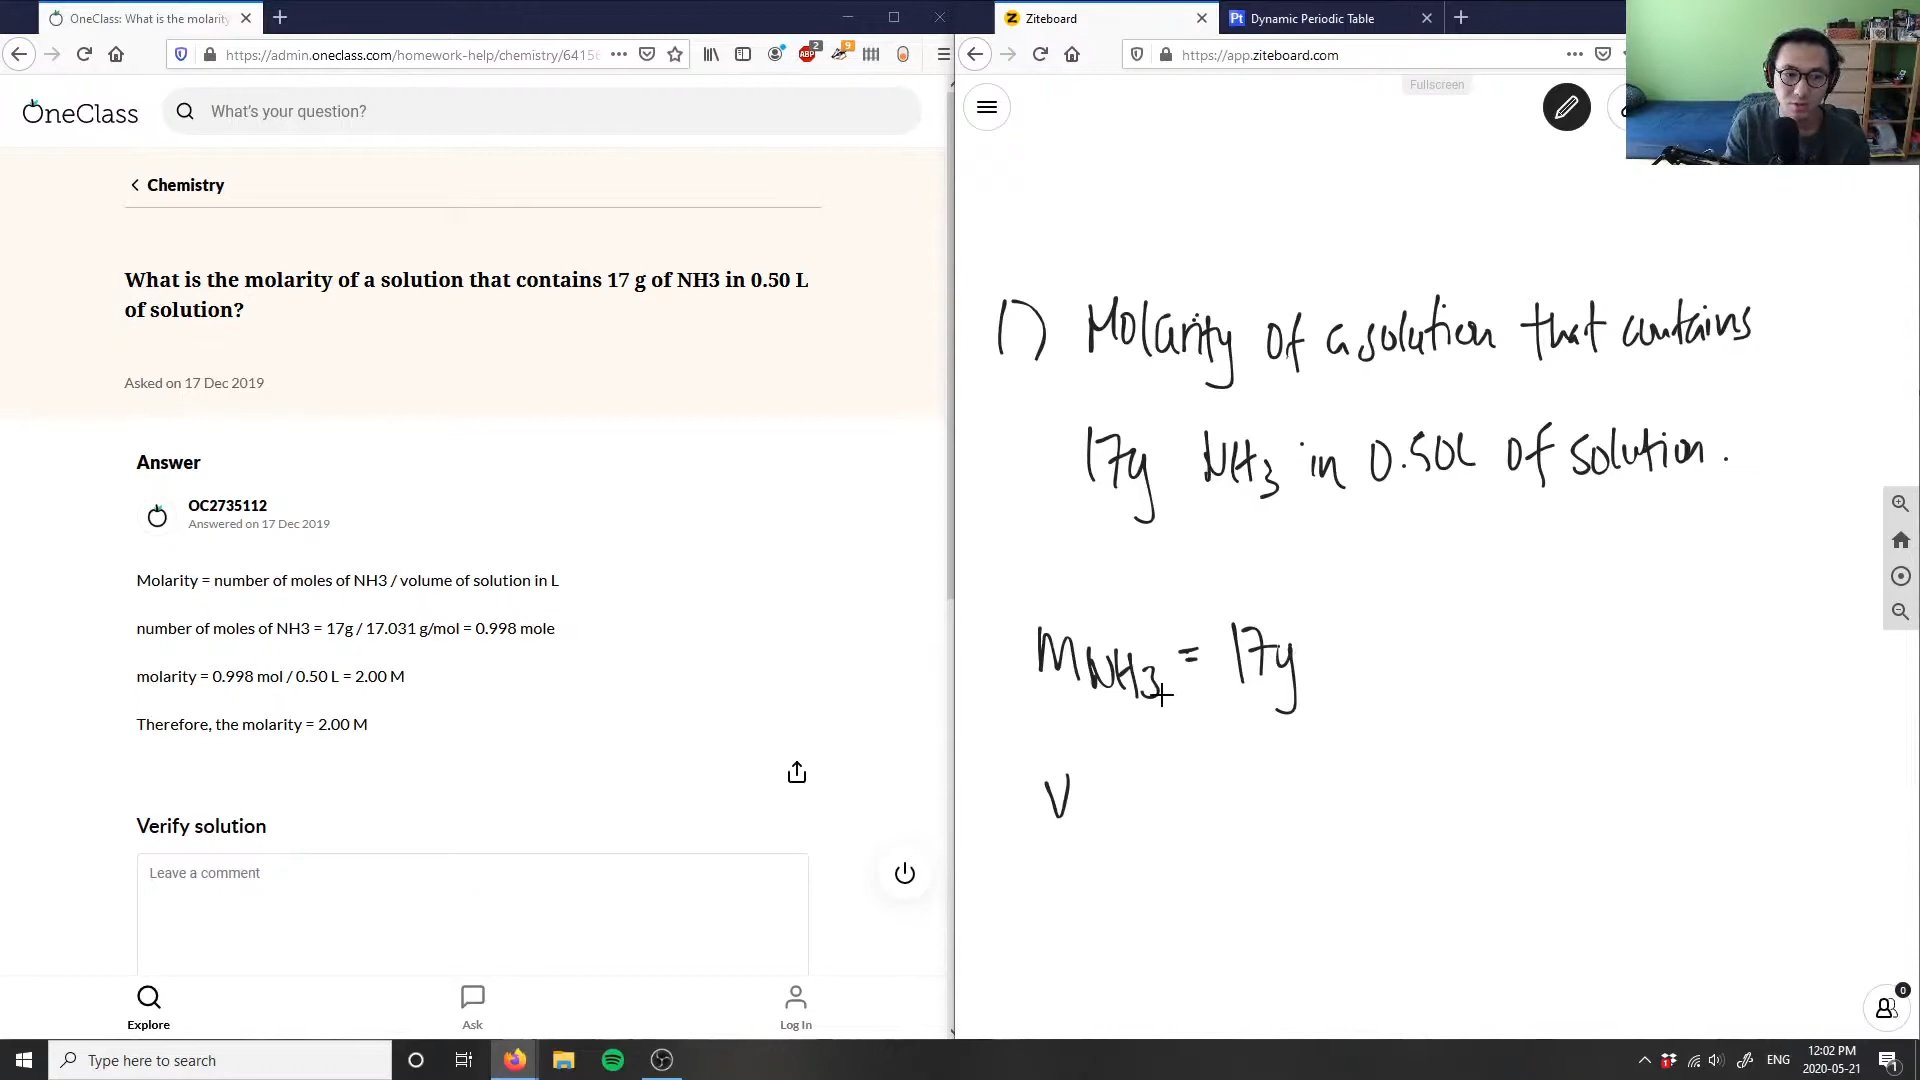 OneClass: What is the molarity
https://admin.oneclass.com/homework-help/chemistry/6415
2
9
OneClass
What's your question?
Chemistry
What is the molarity of a solution that contains 17 g of NH3 in 0.50 L
of solution?
Asked on 17 Dec 2019
Answer
OC2735112
Answered on 17 Dec 2019
Molarity = number of moles of NH3 / volume of solution in L
number of moles of NH3 = 17g / 17.031 g/mol = 0.998 mole
molarity = 0.998 mol / 0.50 L = 2.00 M
Therefore, the molarity = 2.00 M
Verify solution
Leave a comment
Explore
Ask
Log In
Z Ziteboard
Pt Dynamic Periodic Table
https://app.ziteboard.com
Fullscreen
1) Molarity of a solution that contains
17g NH3 in 0.50L of solution.
mNH3 = 17g
V
0
Type here to search
ENG
12:02 PM
2020-05-21
1